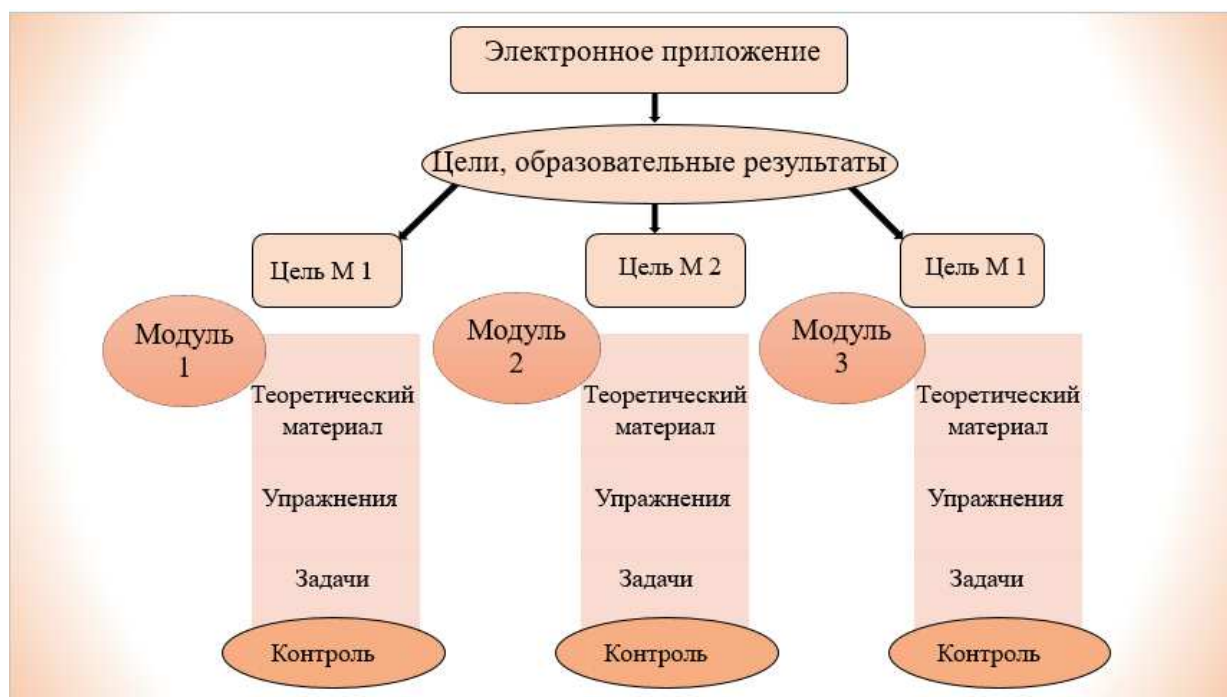 Электронное приложение
Цели, образовательные результаты
Цель М 1
Цель М 2
Цель М 1
Модуль
1
Модуль
2
Модуль
3
Теоретический
материал
Теоретический
материал
Теоретический
материал
Упражнения
Упражнения
Упражнения
Задачи
Задачи
Задачи
Контроль
Контроль
Контроль